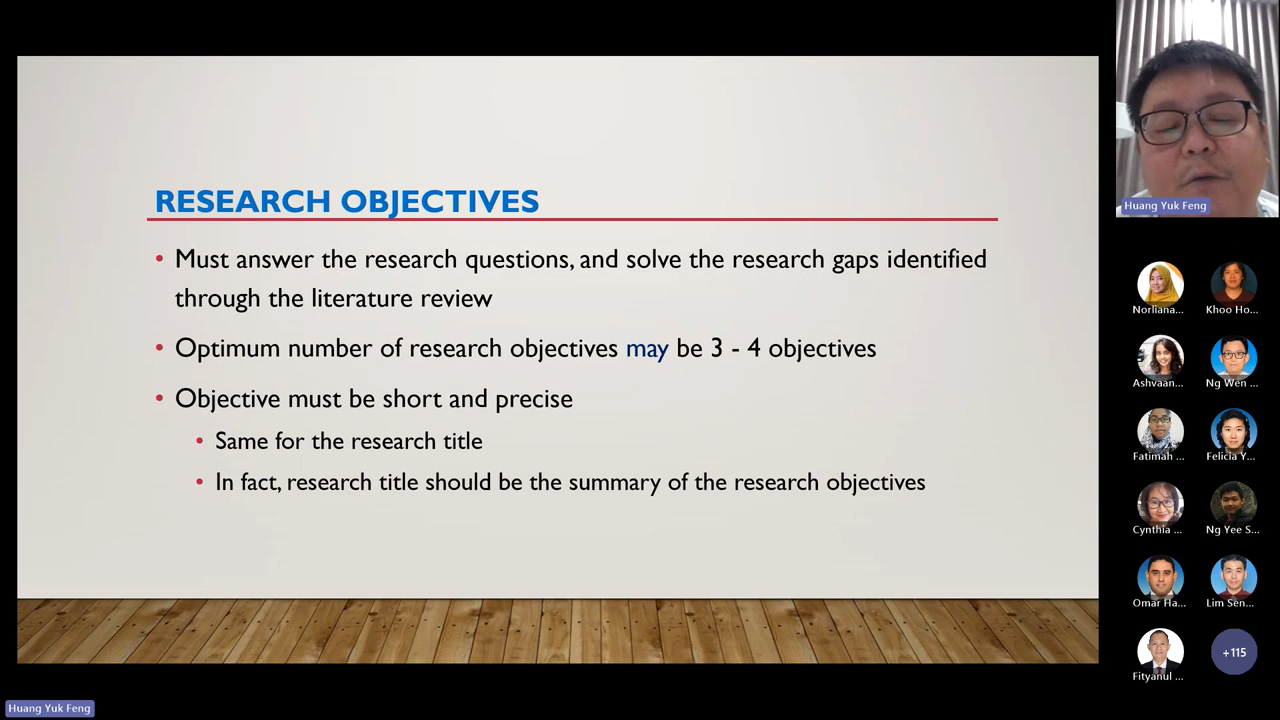 RESEARCH OBJECTIVES
• Must answer the research questions, and solve the research gaps identified
through the literature review
• Optimum number of research objectives may be 3 - 4 objectives
• Objective must be short and precise
• Same for the research title
• In fact, research title should be the summary of the research objectives
Huang Yuk Feng
Norliana...
Khoo Ho...
Ashvaan...
Ng Wen ...
Fatimah ...
Felicia Y...
Cynthia ...
Ng Yee S...
Omar Ha...
Lim Sen...
Fityanul ...
+115
Huang Yuk Feng